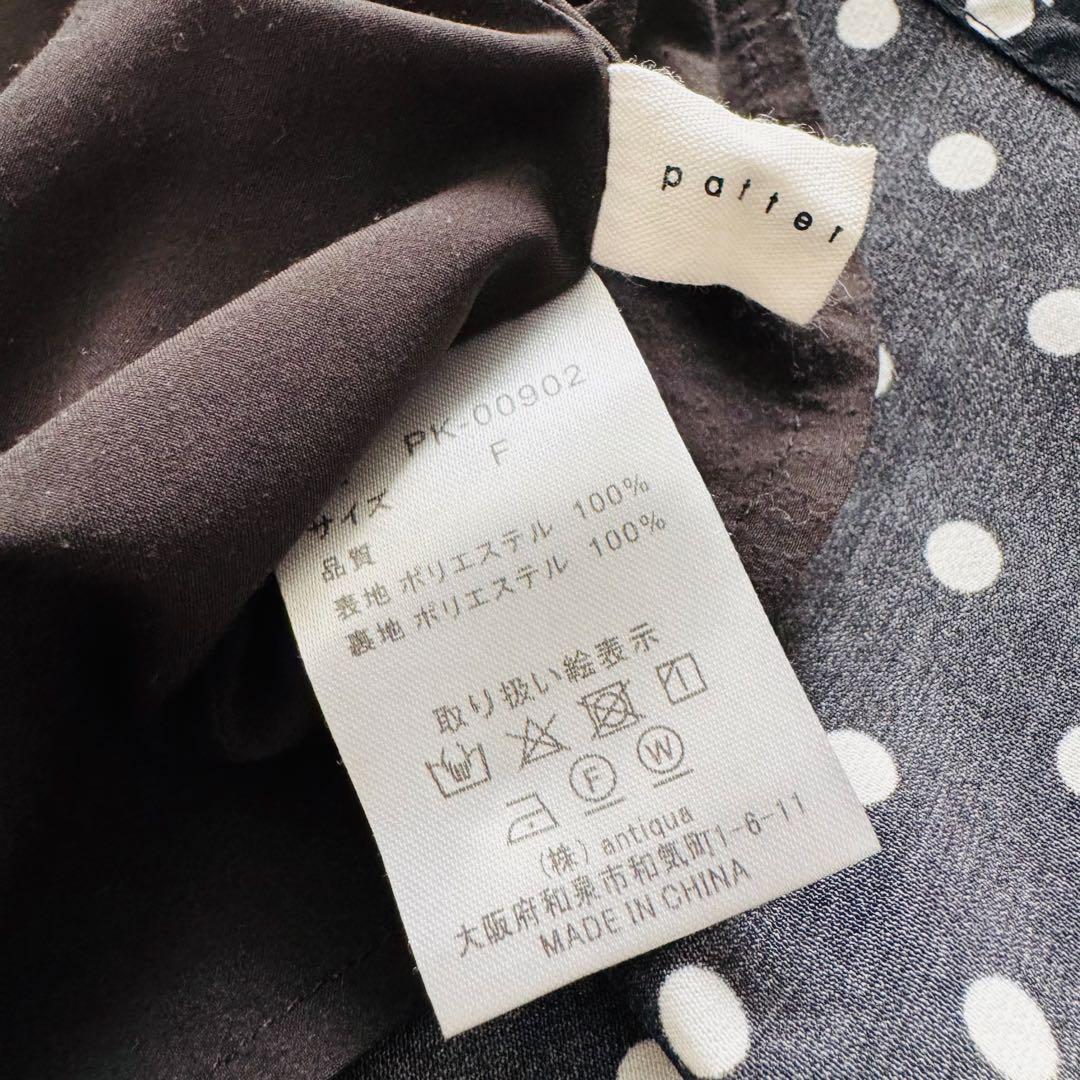 patter
PK-00902
サイズ F
品質
表地 ポリエステル 100%
裏地 ポリエステル 100%
取り扱い絵表示
F W
(株) antiqua
大阪府和泉市和気町1-6-11
MADE IN CHINA